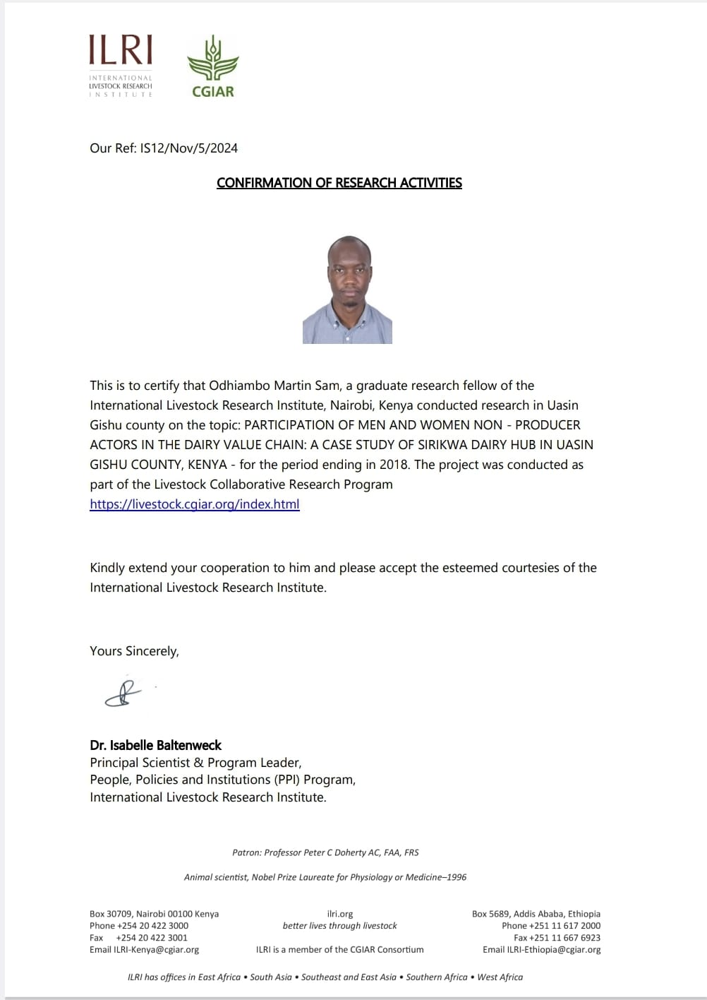 ILRI
INTERNATIONAL
LIVESTOCK RESEARCH
INSTITUTE
CGIAR
Our Ref: IS12/Nov/5/2024
CONFIRMATION OF RESEARCH ACTIVITIES
This is to certify that Odhiambo Martin Sam, a graduate research fellow of the
International Livestock Research Institute, Nairobi, Kenya conducted research in Uasin
Gishu county on the topic: PARTICIPATION OF MEN AND WOMEN NON - PRODUCER
ACTORS IN THE DAIRY VALUE CHAIN: A CASE STUDY OF SIRIKWA DAIRY HUB IN UASIN
GISHU COUNTY, KENYA - for the period ending in 2018. The project was conducted as
part of the Livestock Collaborative Research Program
https://livestock.cgiar.org/index.html
Kindly extend your cooperation to him and please accept the esteemed courtesies of the
International Livestock Research Institute.
Yours Sincerely,
Dr. Isabelle Baltenweck
Principal Scientist & Program Leader,
People, Policies and Institutions (PPI) Program,
International Livestock Research Institute.
Patron: Professor Peter C Doherty AC, FAA, FRS
Animal scientist, Nobel Prize Laureate for Physiology or Medicine–1996
Box 30709, Nairobi 00100 Kenya
Phone +254 20 422 3000
Fax +254 20 422 3001
Email ILRI-Kenya@cgiar.org
ilri.org
better lives through livestock
ILRI is a member of the CGIAR Consortium
Box 5689, Addis Ababa, Ethiopia
Phone +251 11 617 2000
Fax +251 11 667 6923
Email ILRI-Ethiopia@cgiar.org
ILRI has offices in East Africa • South Asia • Southeast and East Asia • Southern Africa • West Africa